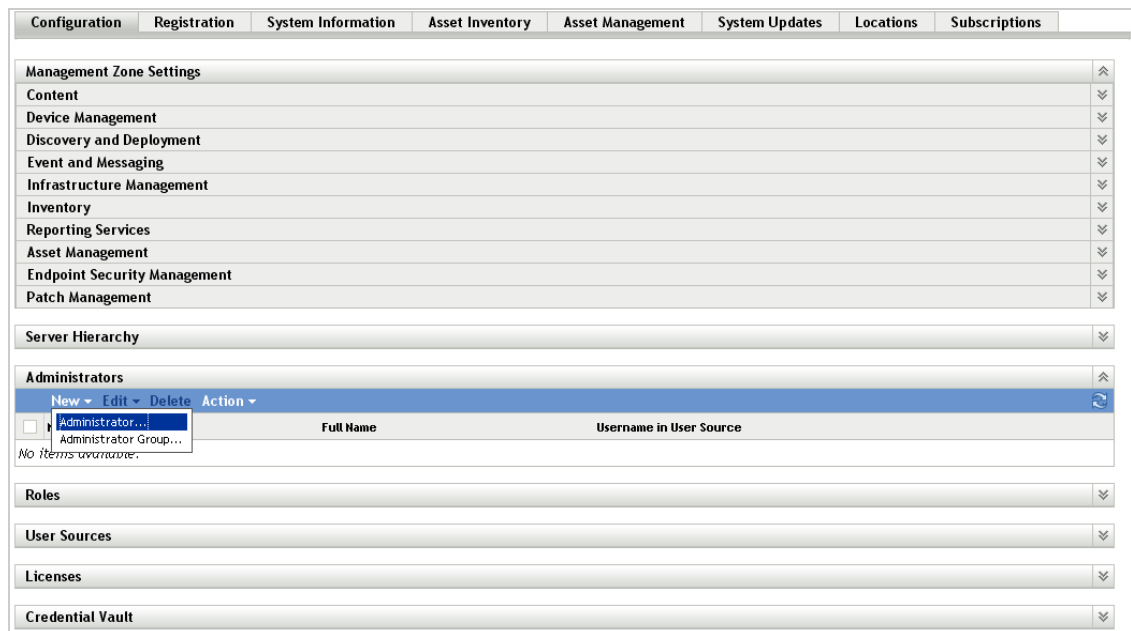 Configuration Registration System Information Asset Inventory Asset Management System Updates Locations Subscriptions
Management Zone Settings
Content
Device Management
Discovery and Deployment
Event and Messaging
Infrastructure Management
Inventory
Reporting Services
Asset Management
Endpoint Security Management
Patch Management
Server Hierarchy
Administrators
New Edit Delete Action
Administrator...
Full Name Username in User Source
Administrator Group...
No items available.
Roles
User Sources
Licenses
Credential Vault